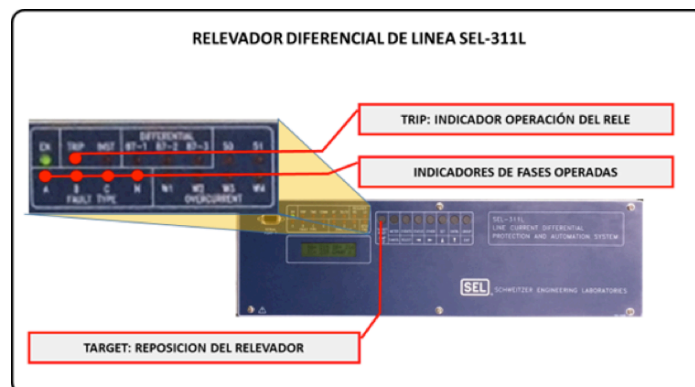 RELEVADOR DIFERENCIAL DE LINEA SEL-311L
DIFFERENTIAL
EN TRIP INST 87-1 87-2 87-3 50 51
A B C N W1 W2 W3 W4
FAULT TYPE OVERCURRENT
TRIP: INDICADOR OPERACIÓN DEL RELE
INDICADORES DE FASES OPERADAS
SEL-311L
LINE CURRENT DIFFERENTIAL
PROTECTION AND AUTOMATION SYSTEM
SEL SCHWEITZER ENGINEERING LABORATORIES
TARGET: REPOSICION DEL RELEVADOR